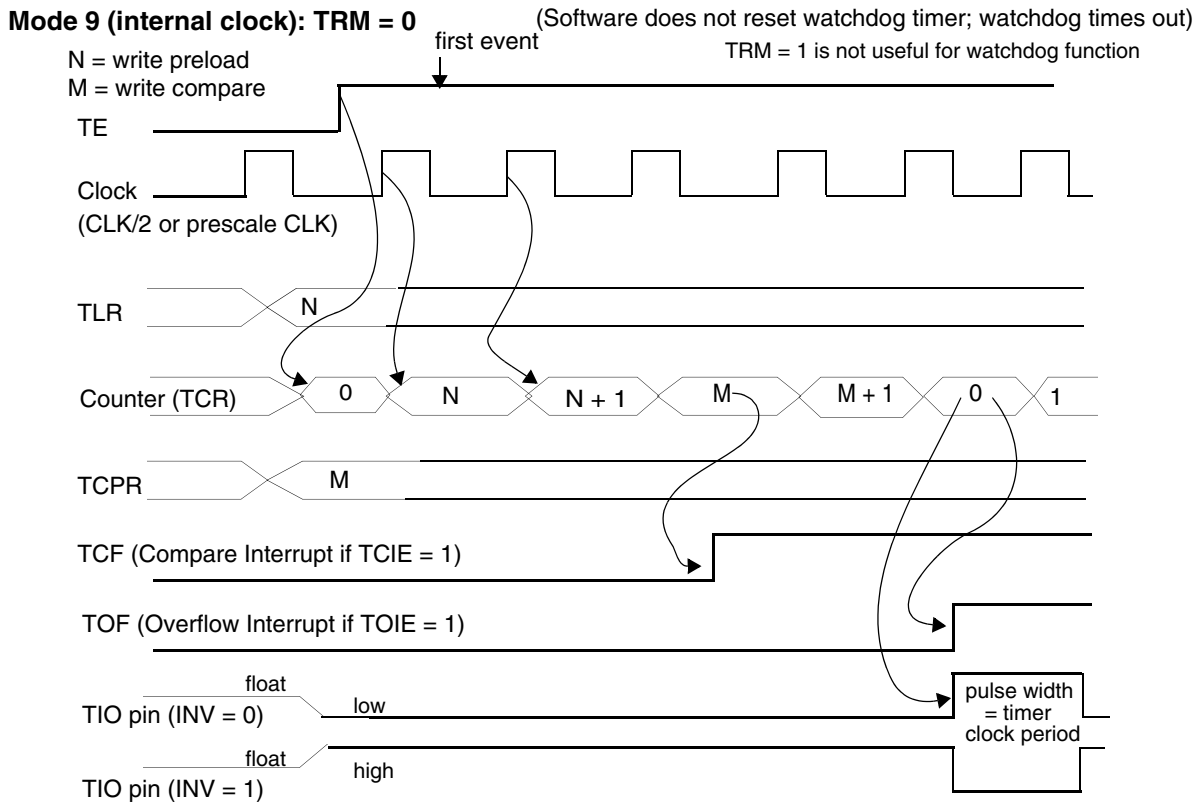 Mode 9 (internal clock): TRM = 0
(Software does not reset watchdog timer; watchdog times out)
N = write preload
first event
TRM = 1 is not useful for watchdog function
M = write compare
TE
Clock
(CLK/2 or prescale CLK)
TLR
N
Counter (TCR)
0
N
N + 1
M
M + 1
0
1
TCPR
M
TCF (Compare Interrupt if TCIE = 1)
TOF (Overflow Interrupt if TOIE = 1)
float
TIO pin (INV = 0)
low
pulse width
= timer
clock period
float
TIO pin (INV = 1)
high